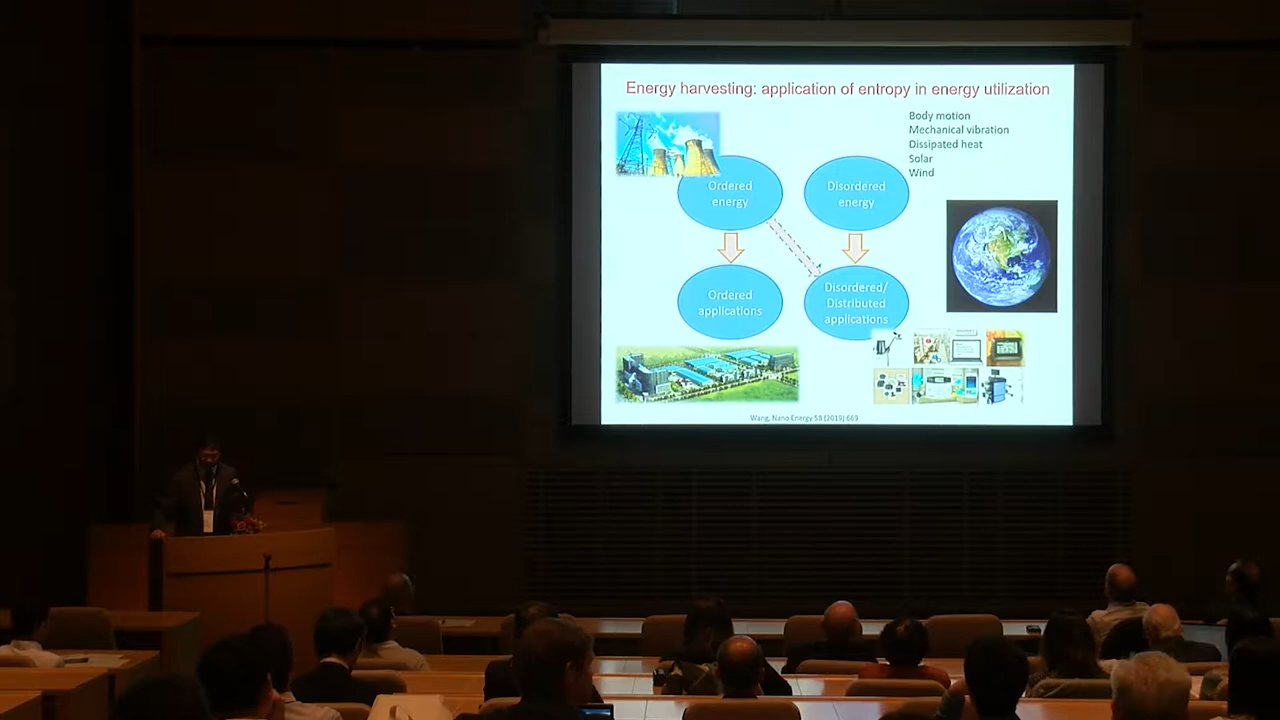 Energy harvesting: application of entropy in energy utilization
Body motion
Mechanical vibration
Dissipated heat
Solar
Wind
Ordered
energy
Disordered
energy
Ordered
applications
Disordered/
Distributed
applications
Wang, Nano Energy 58 (2019) 669